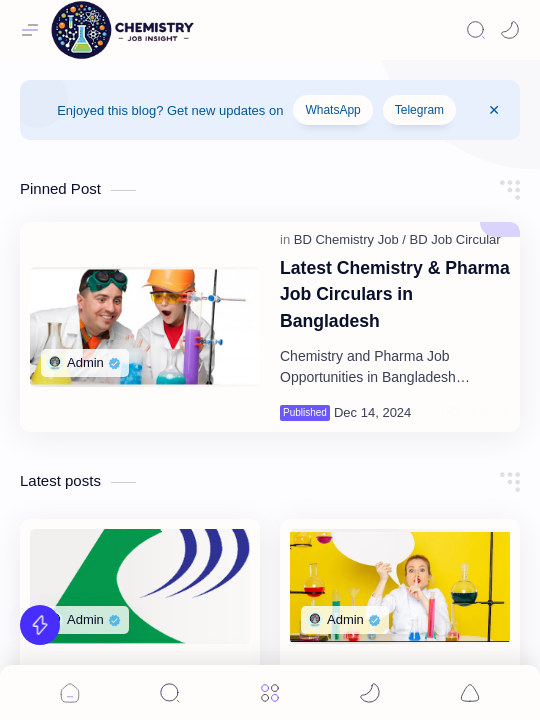 CHEMISTRY
- JOB INSIGHT -
Enjoyed this blog? Get new updates on WhatsApp Telegram ✕
Pinned Post
in BD Chemistry Job / BD Job Circular
Latest Chemistry & Pharma
Job Circulars in
Bangladesh
Chemistry and Pharma Job
Opportunities in Bangladesh…
Admin
Published Dec 14, 2024
Latest posts
Admin
Admin